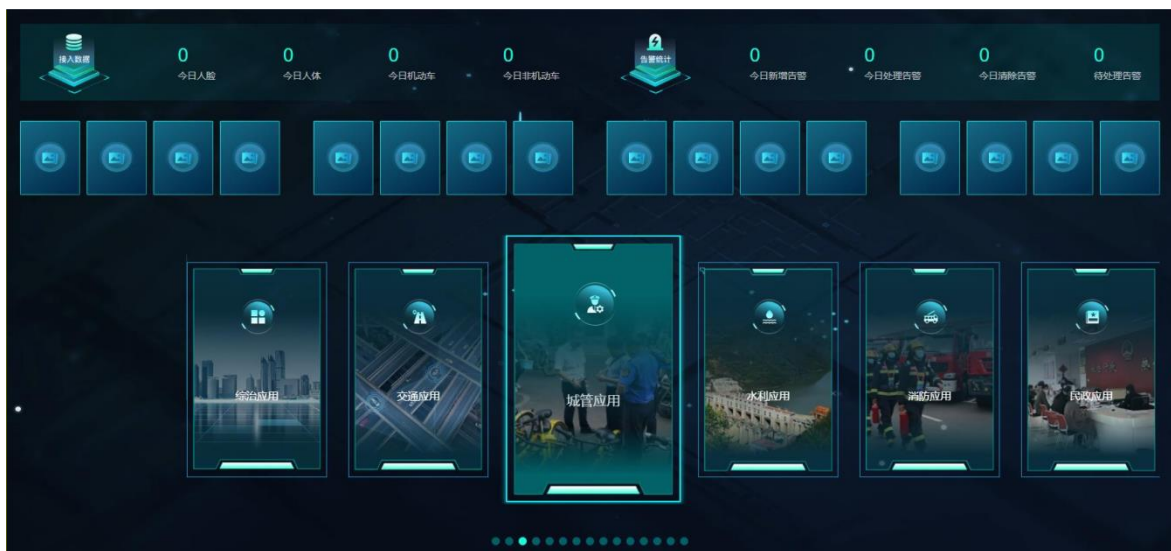 接入数据
0
今日人脸
0
今日人体
0
今日机动车
0
今日非机动车
告警统计
0
今日新增告警
0
今日处理告警
0
今日清除告警
0
待处理告警
综治应用
交通应用
城管应用
水利应用
消防应用
民政应用